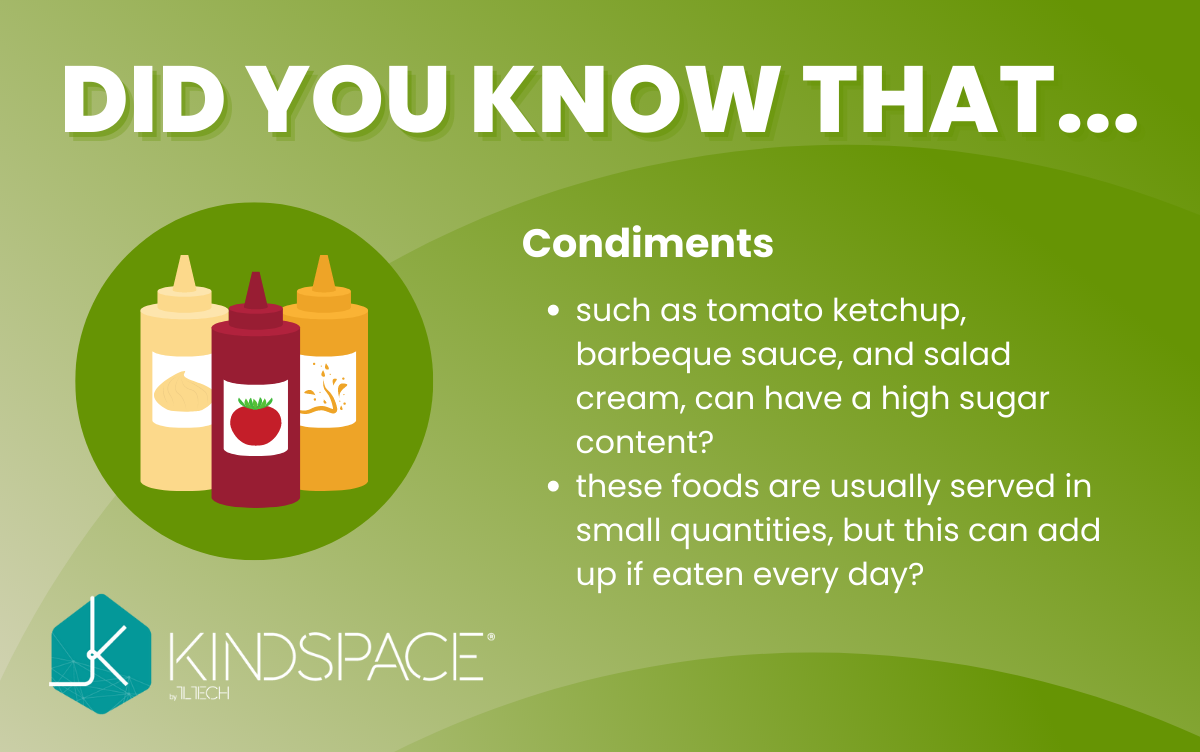 DID YOU KNOW THAT...
Condiments
• such as tomato ketchup,
barbeque sauce, and salad
cream, can have a high sugar
content?
• these foods are usually served in
small quantities, but this can add
up if eaten every day?
KINDSPACE®
by TLTECH